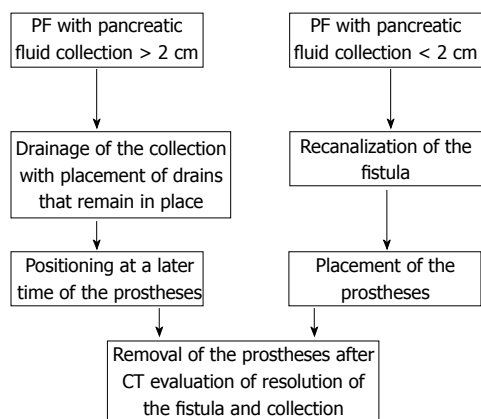 PF with pancreatic
fluid collection > 2 cm
PF with pancreatic
fluid collection < 2 cm
Drainage of the collection
with placement of drains
that remain in place
Recanalization of the
fistula
Positioning at a later
time of the prostheses
Placement of the
prostheses
Removal of the prostheses after
CT evaluation of resolution of
the fistula and collection